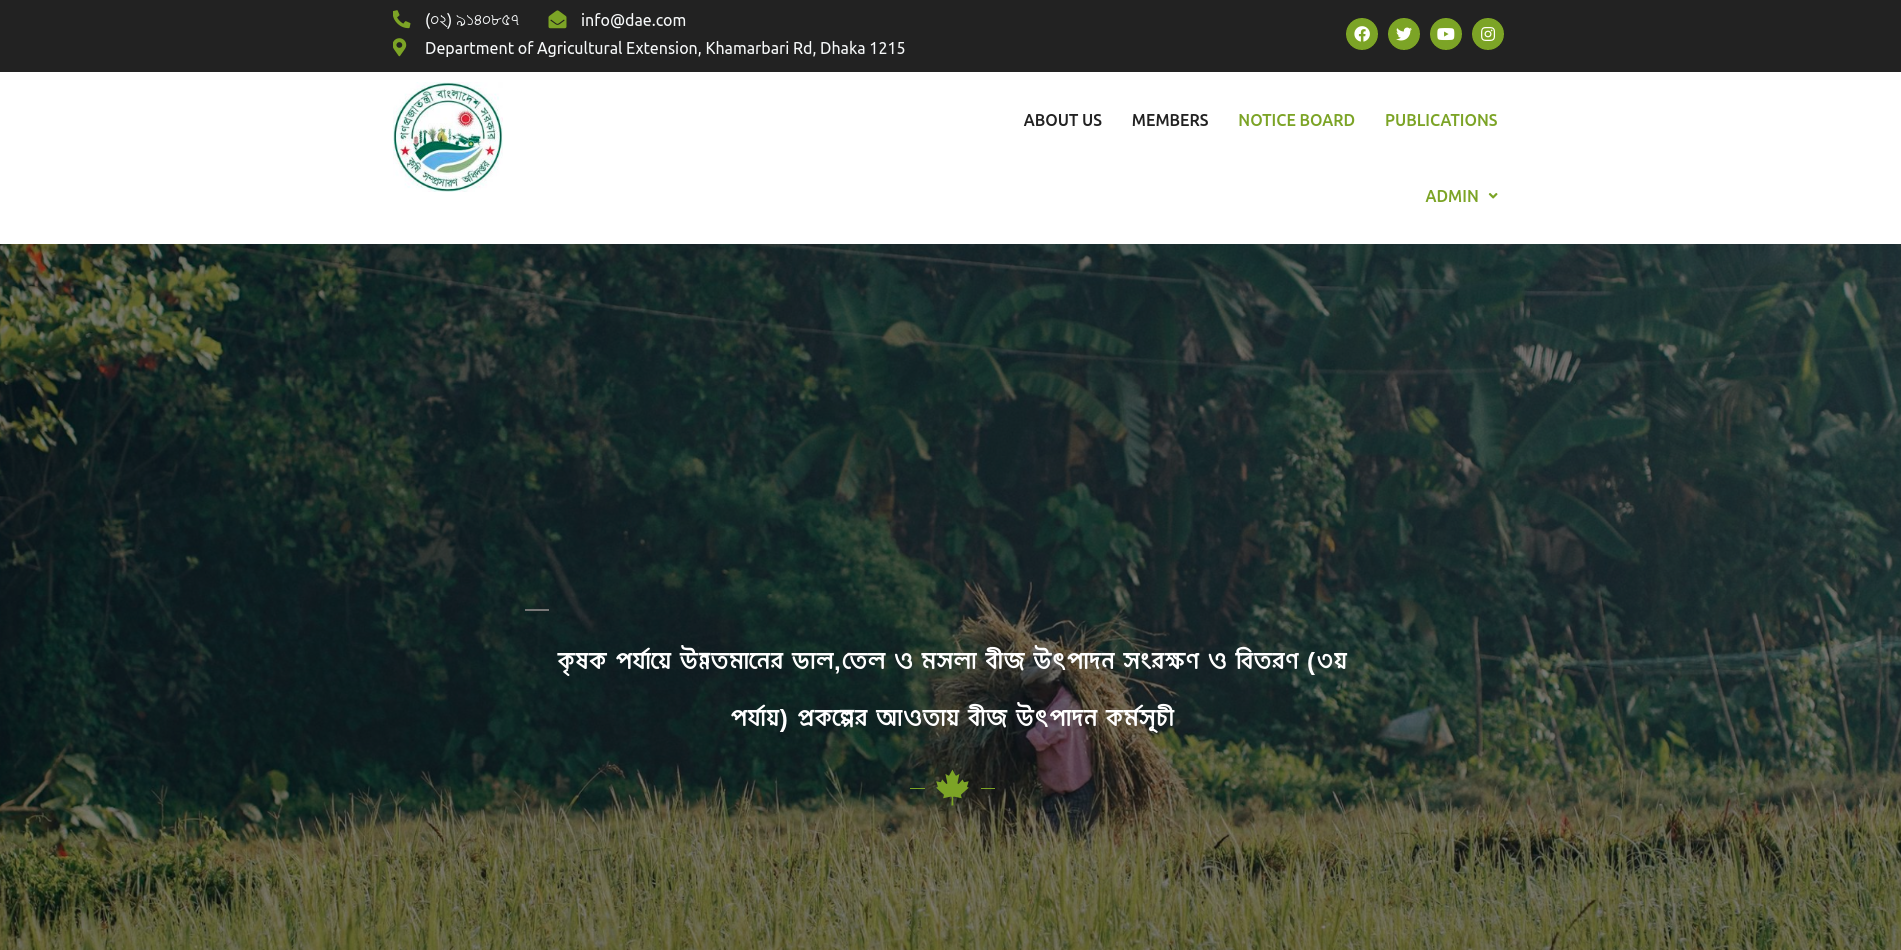 (০২) ৯১৪০৮৫৭ info@dae.com
Department of Agricultural Extension, Khamarbari Rd, Dhaka 1215
গণপ্রজাতন্ত্রী বাংলাদেশ সরকার
কৃষি সম্প্রসারণ অধিদপ্তর
ABOUT US MEMBERS NOTICE BOARD PUBLICATIONS
ADMIN
কৃষক পর্যায়ে উন্নতমানের ডাল,তেল ও মসলা বীজ উৎপাদন সংরক্ষণ ও বিতরণ (৩য়
পর্যায়) প্রকল্পের আওতায় বীজ উৎপাদন কর্মসূচী